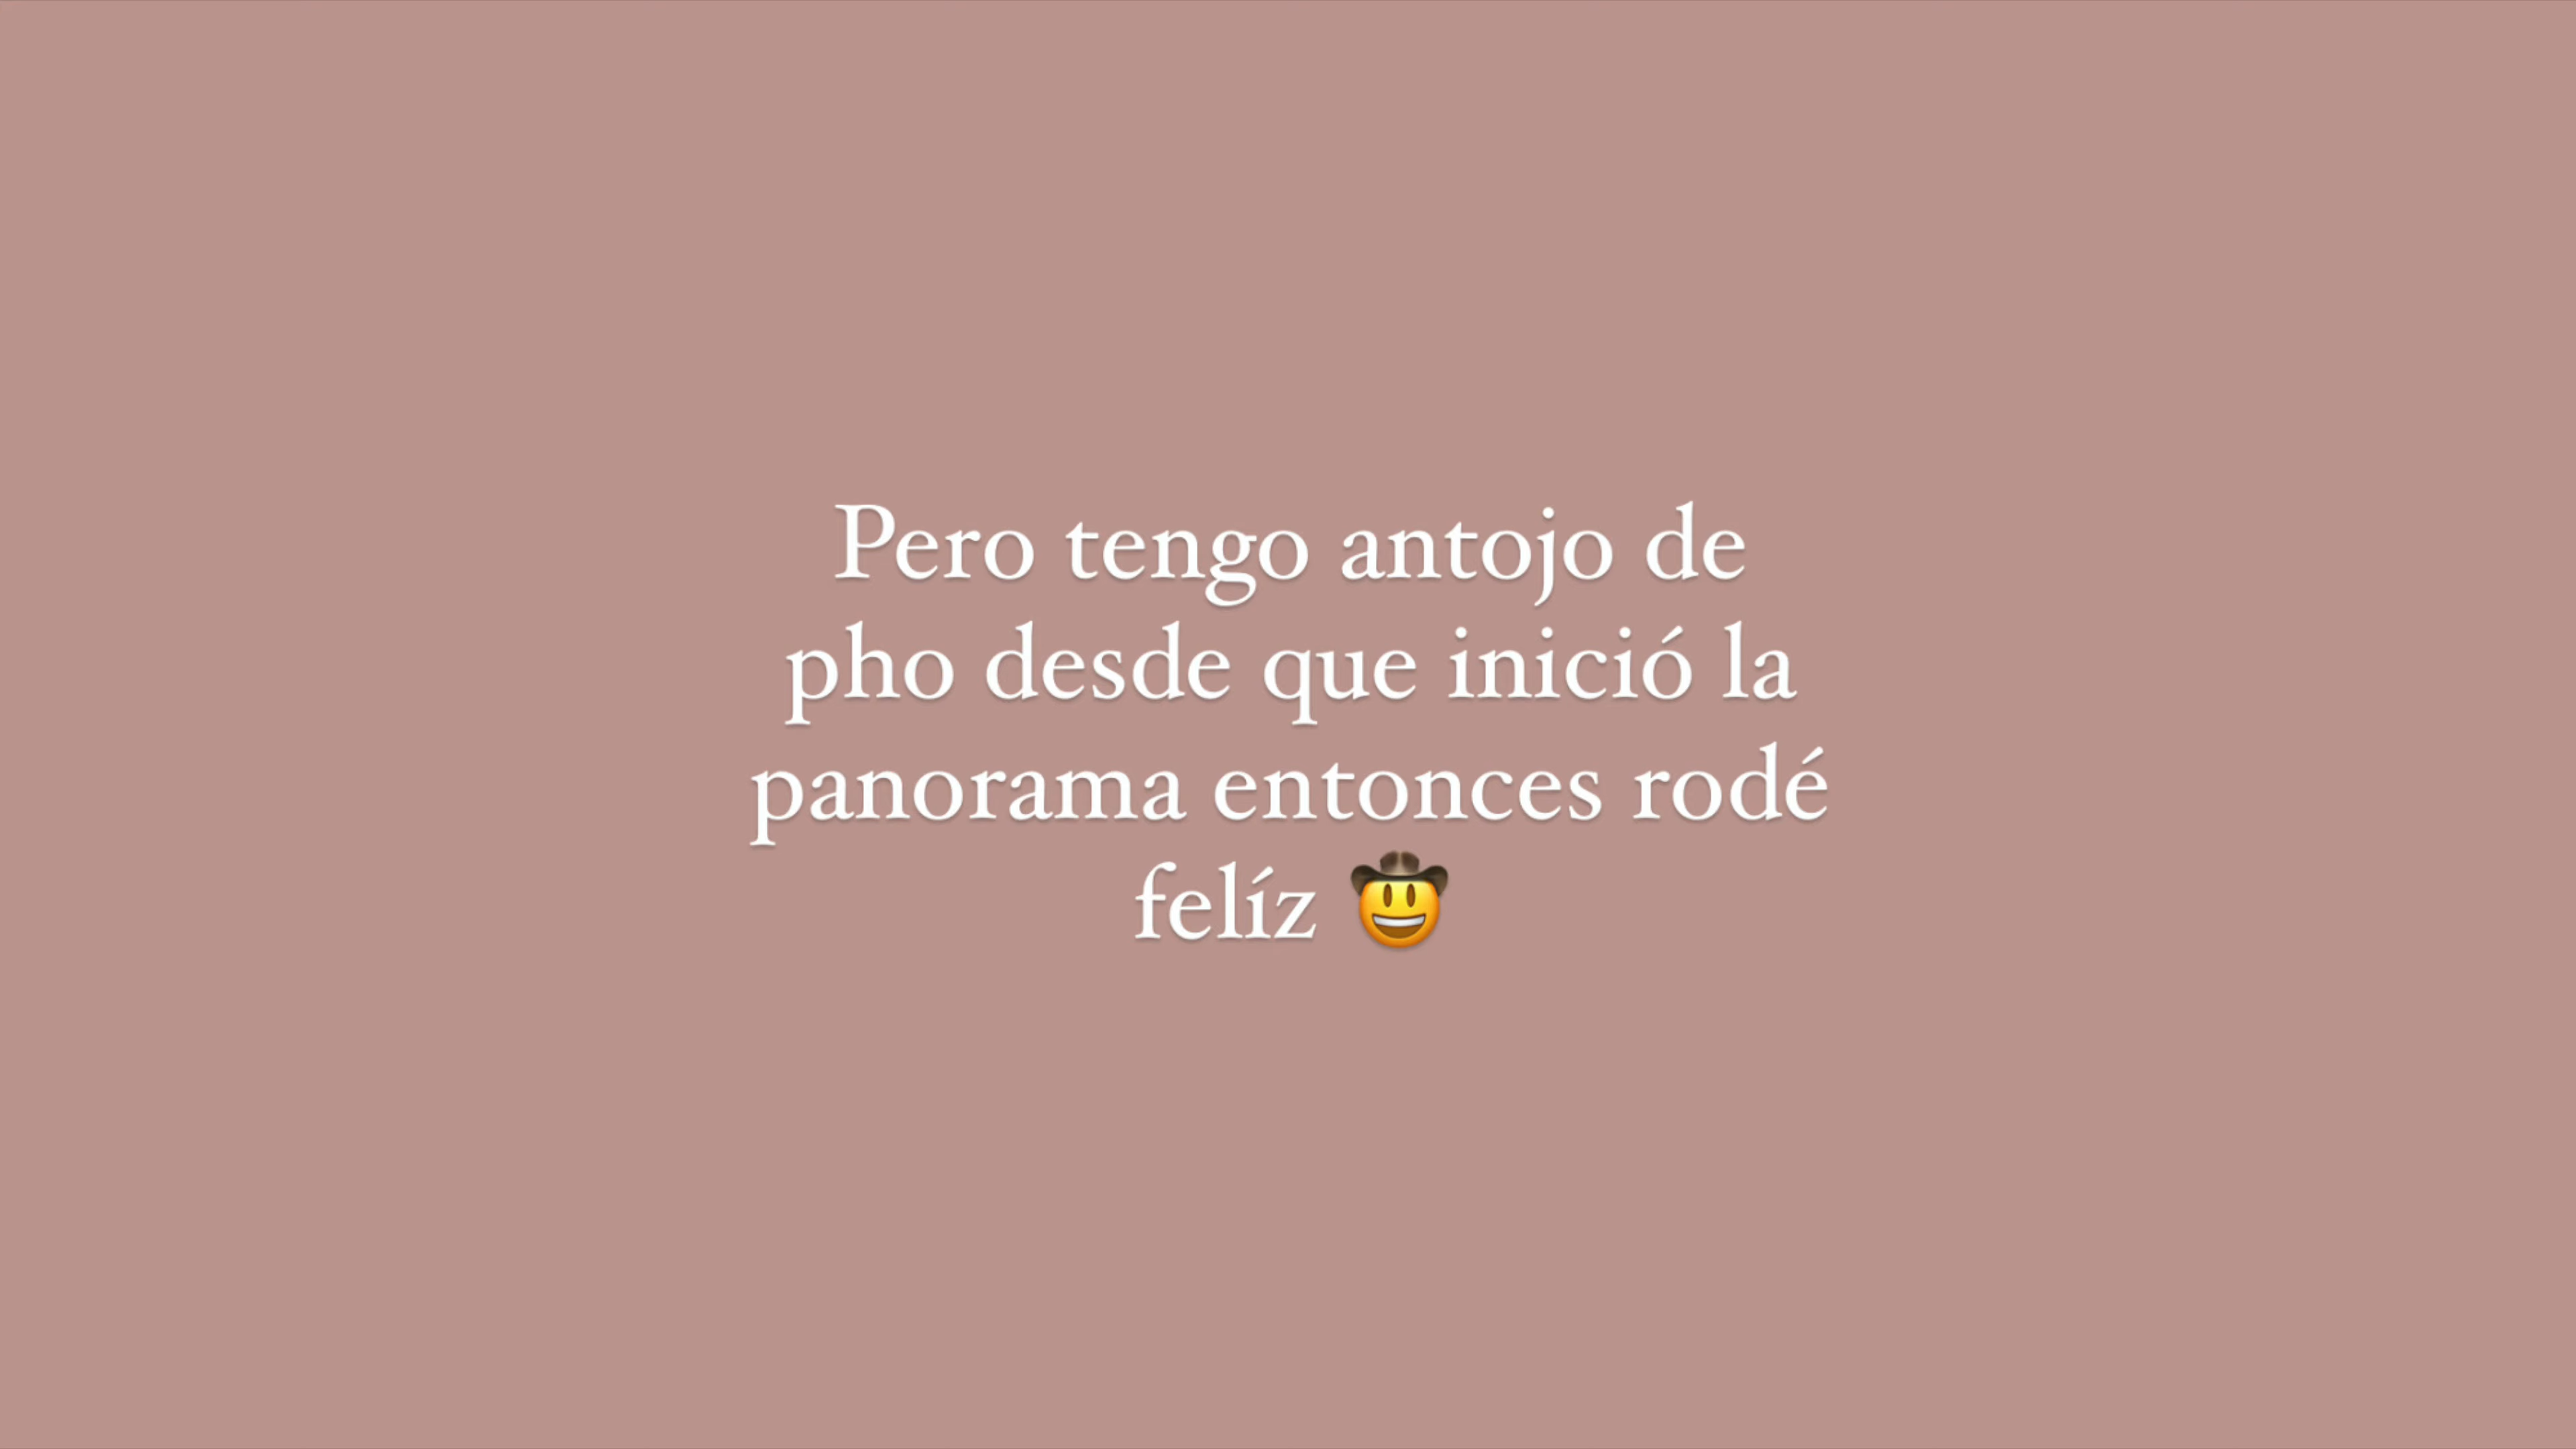 Pero tengo antojo de
pho desde que inició la
panorama entonces rodé
felíz 🤠